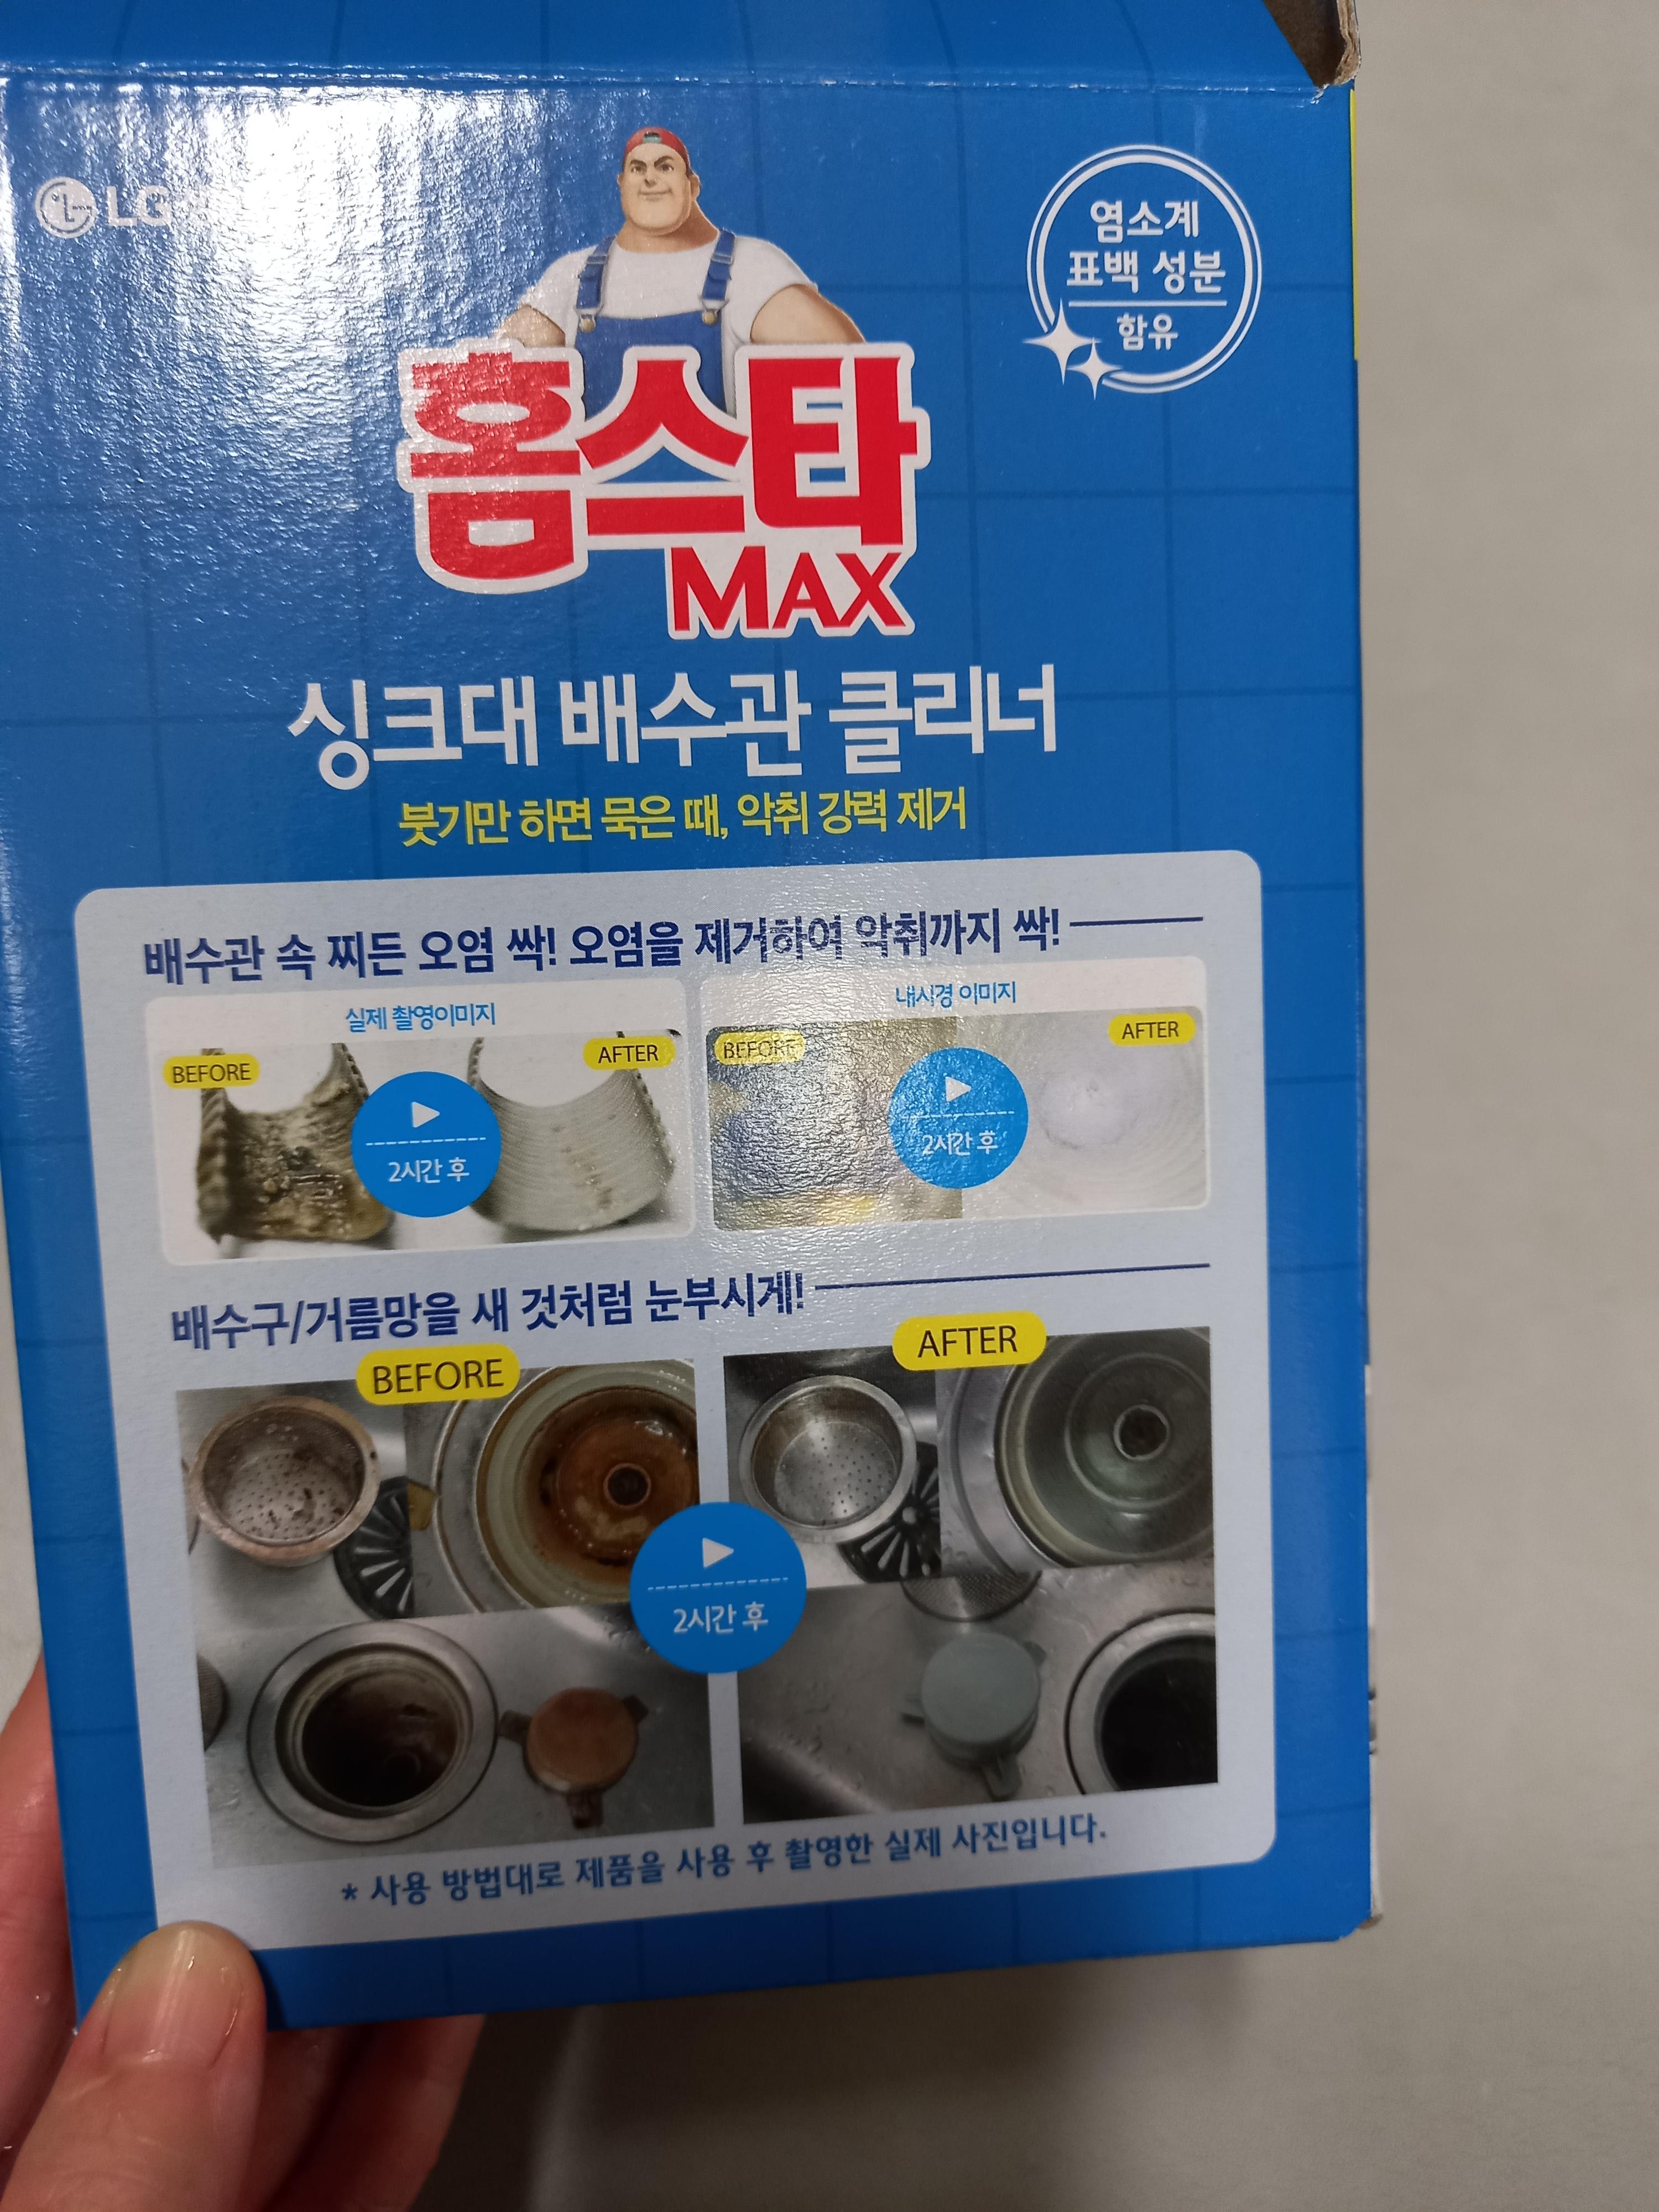 LG
염소계
표백 성분
함유
홈스타
MAX
싱크대 배수관 클리너
붓기만 하면 묵은 때, 악취 강력 제거
배수관 속 찌든 오염 싹! 오염을 제거하여 악취까지 싹!
실제 촬영이미지
BEFORE
AFTER
2시간 후
내시경 이미지
BEFORE
AFTER
2시간 후
배수구/거름망을 새 것처럼 눈부시게!
BEFORE
AFTER
2시간 후
* 사용 방법대로 제품을 사용 후 촬영한 실제 사진입니다.